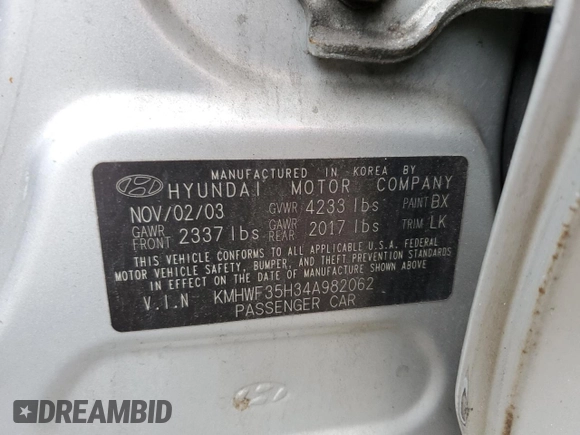 MANUFACTURED IN KOREA BY
HYUNDAI MOTOR COMPANY
NOV/02/03 GVWR 4233 lbs PAINT BX
GAWR FRONT 2337 lbs GAWR REAR 2017 lbs TRIM LK
THIS VEHICLE CONFORMS TO ALL APPLICABLE U.S.A. FEDERAL
MOTOR VEHICLE SAFETY, BUMPER, AND THEFT PREVENTION STANDARDS
IN EFFECT ON THE DATE OF MANUFACTURE SHOWN ABOVE.
V.I.N KMHWF35H34A982062
PASSENGER CAR
DREAMBID